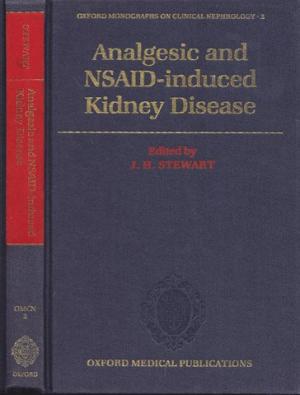 OXFORD MONOGRAPHS ON CLINICAL NEPHROLOGY · 2
Analgesic and
NSAID-induced
Kidney Disease
Edited by
J. H. STEWART
OXFORD MEDICAL PUBLICATIONS
STEWART
Analgesic and NSAID-induced
Kidney Disease
OMCN
2
OXFORD